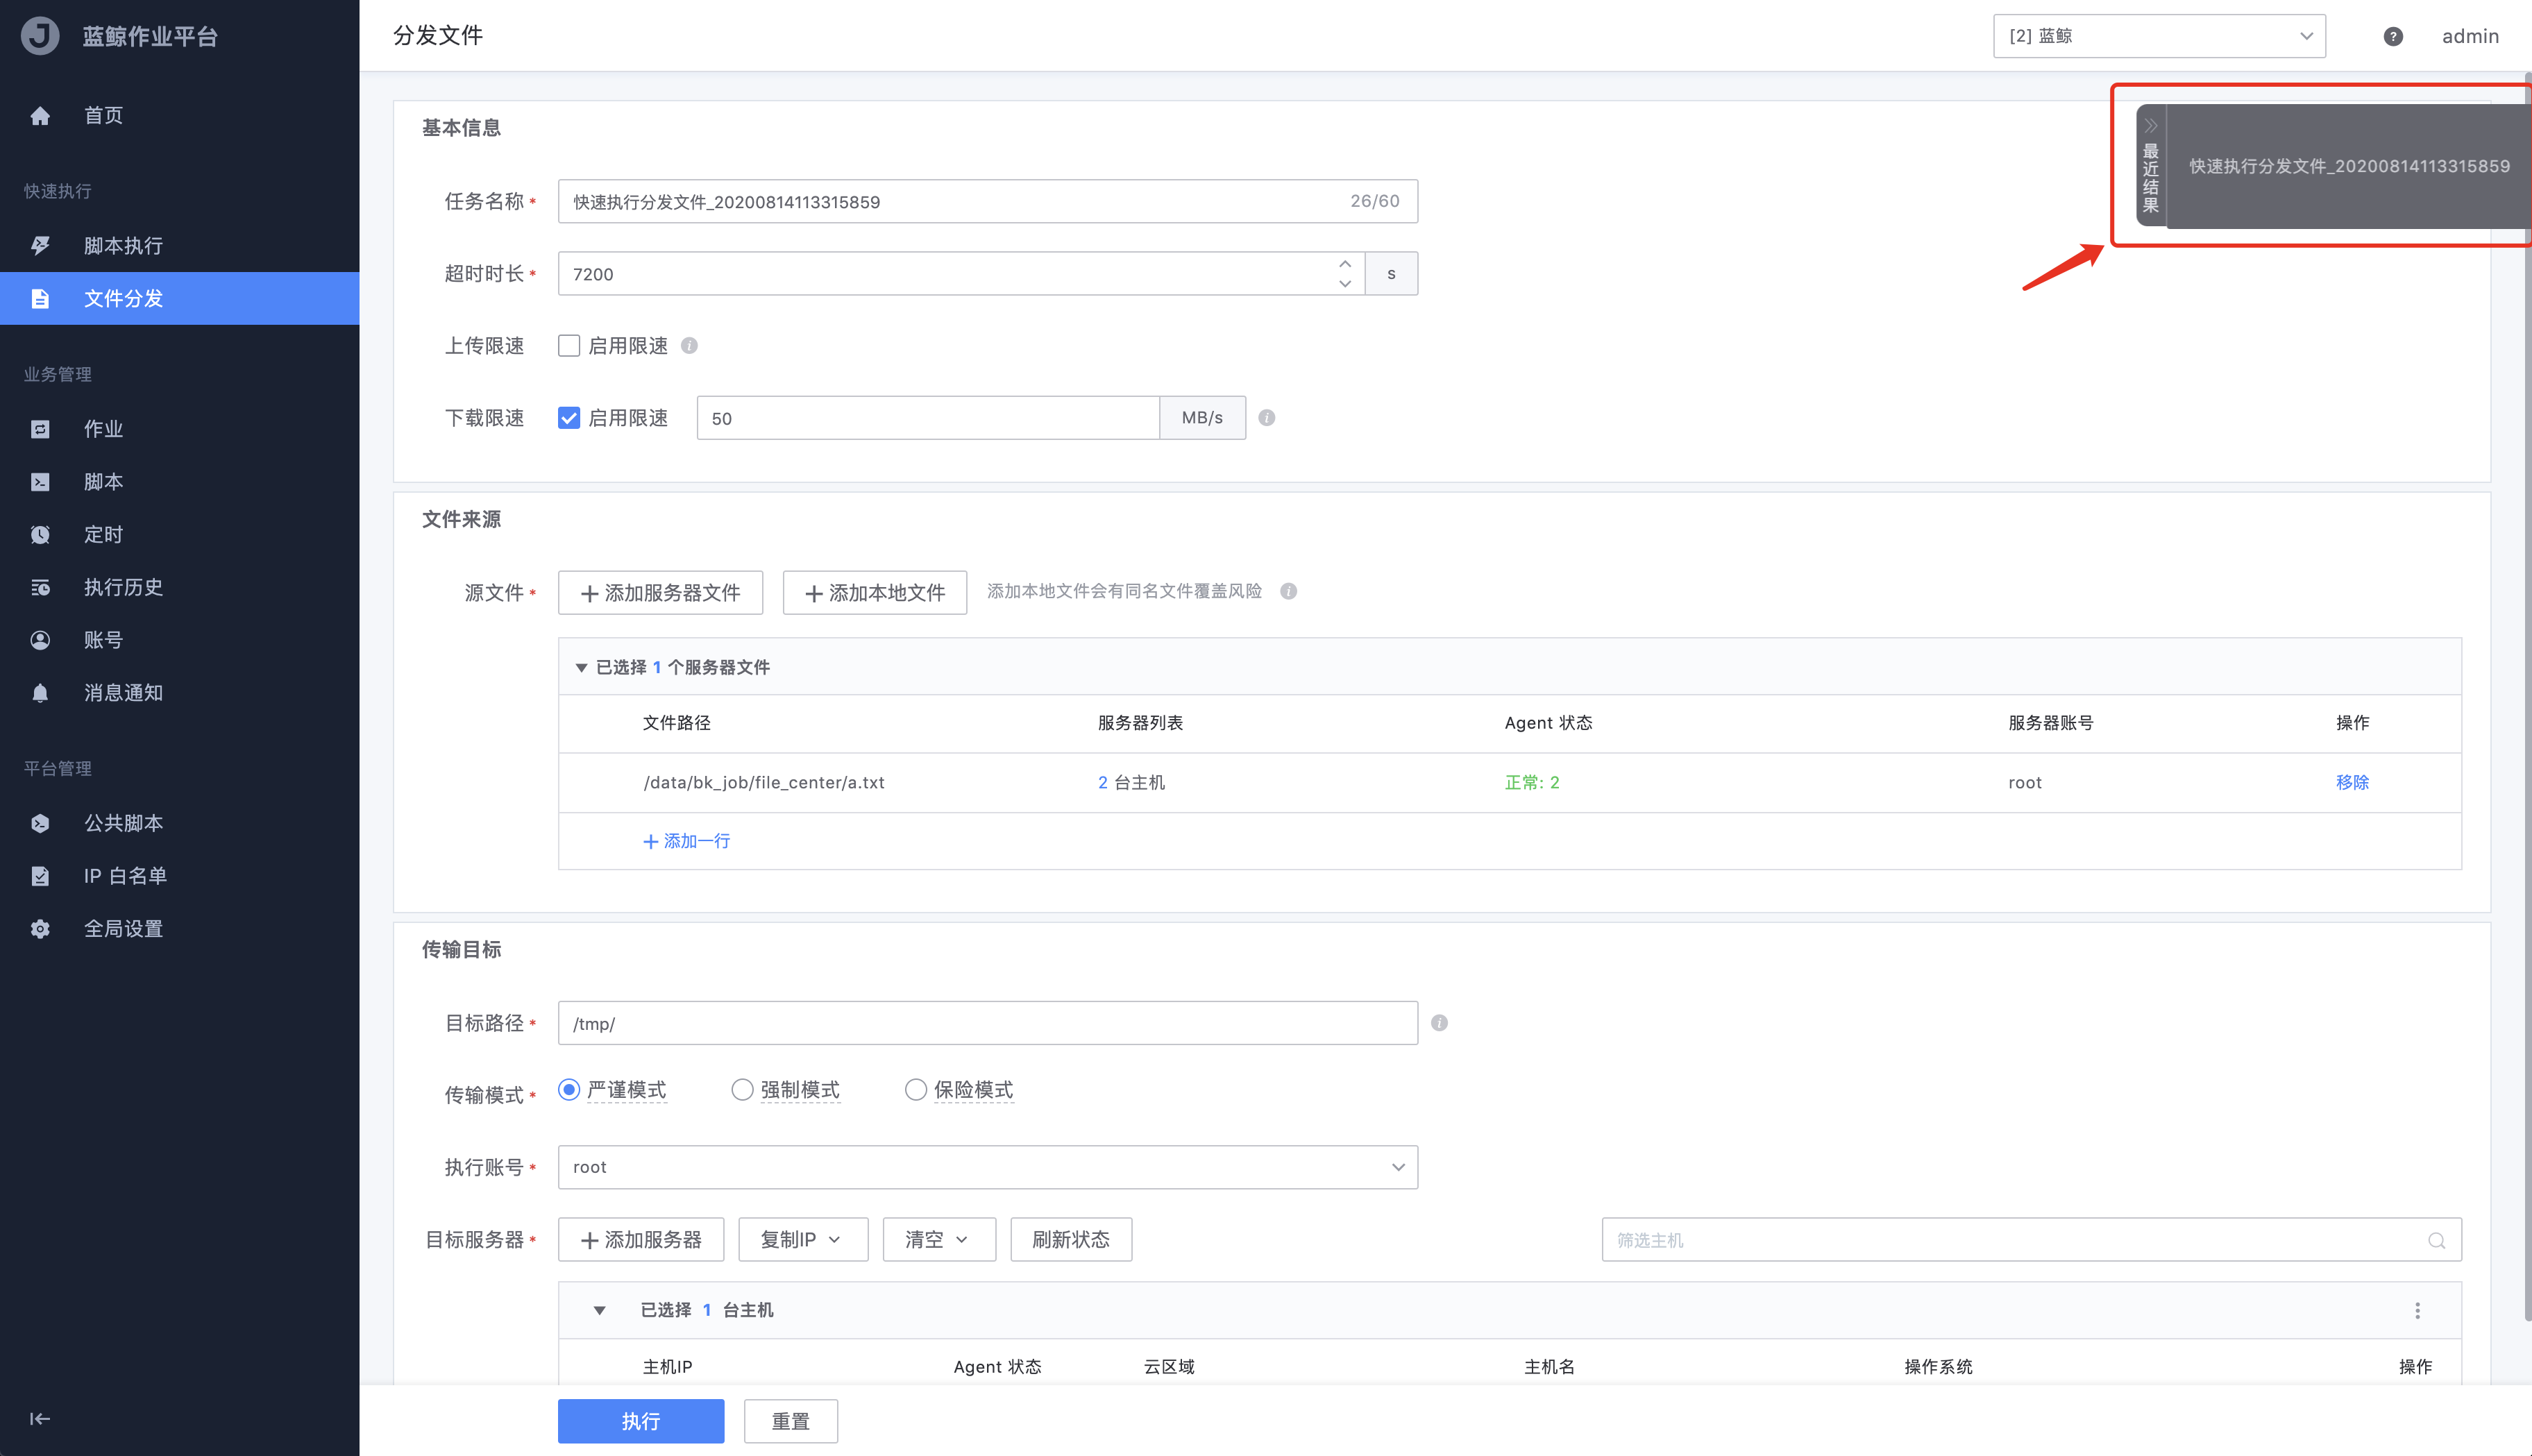 蓝鲸作业平台
首页
快速执行
脚本执行
文件分发
业务管理
作业
脚本
定时
执行历史
账号
消息通知
平台管理
公共脚本
IP 白名单
全局设置
分发文件
[2] 蓝鲸
?
admin
最近结果
快速执行分发文件_20200814113315859
基本信息
任务名称 * 快速执行分发文件_20200814113315859 26/60
超时时长 * 7200 s
上传限速 启用限速
下载限速 启用限速 50 MB/s
文件来源
源文件 * 添加服务器文件 添加本地文件 添加本地文件会有同名文件覆盖风险
已选择 1 个服务器文件
文件路径 服务器列表 Agent 状态 服务器账号 操作
/data/bk_job/file_center/a.txt 2 台主机 正常: 2 root 移除
添加一行
传输目标
目标路径 * /tmp/
传输模式 * 严谨模式 强制模式 保险模式
执行账号 * root
目标服务器 * 添加服务器 复制IP 清空 刷新状态 筛选主机
已选择 1 台主机
主机IP Agent 状态 云区域 主机名 操作系统 操作
执行 重置